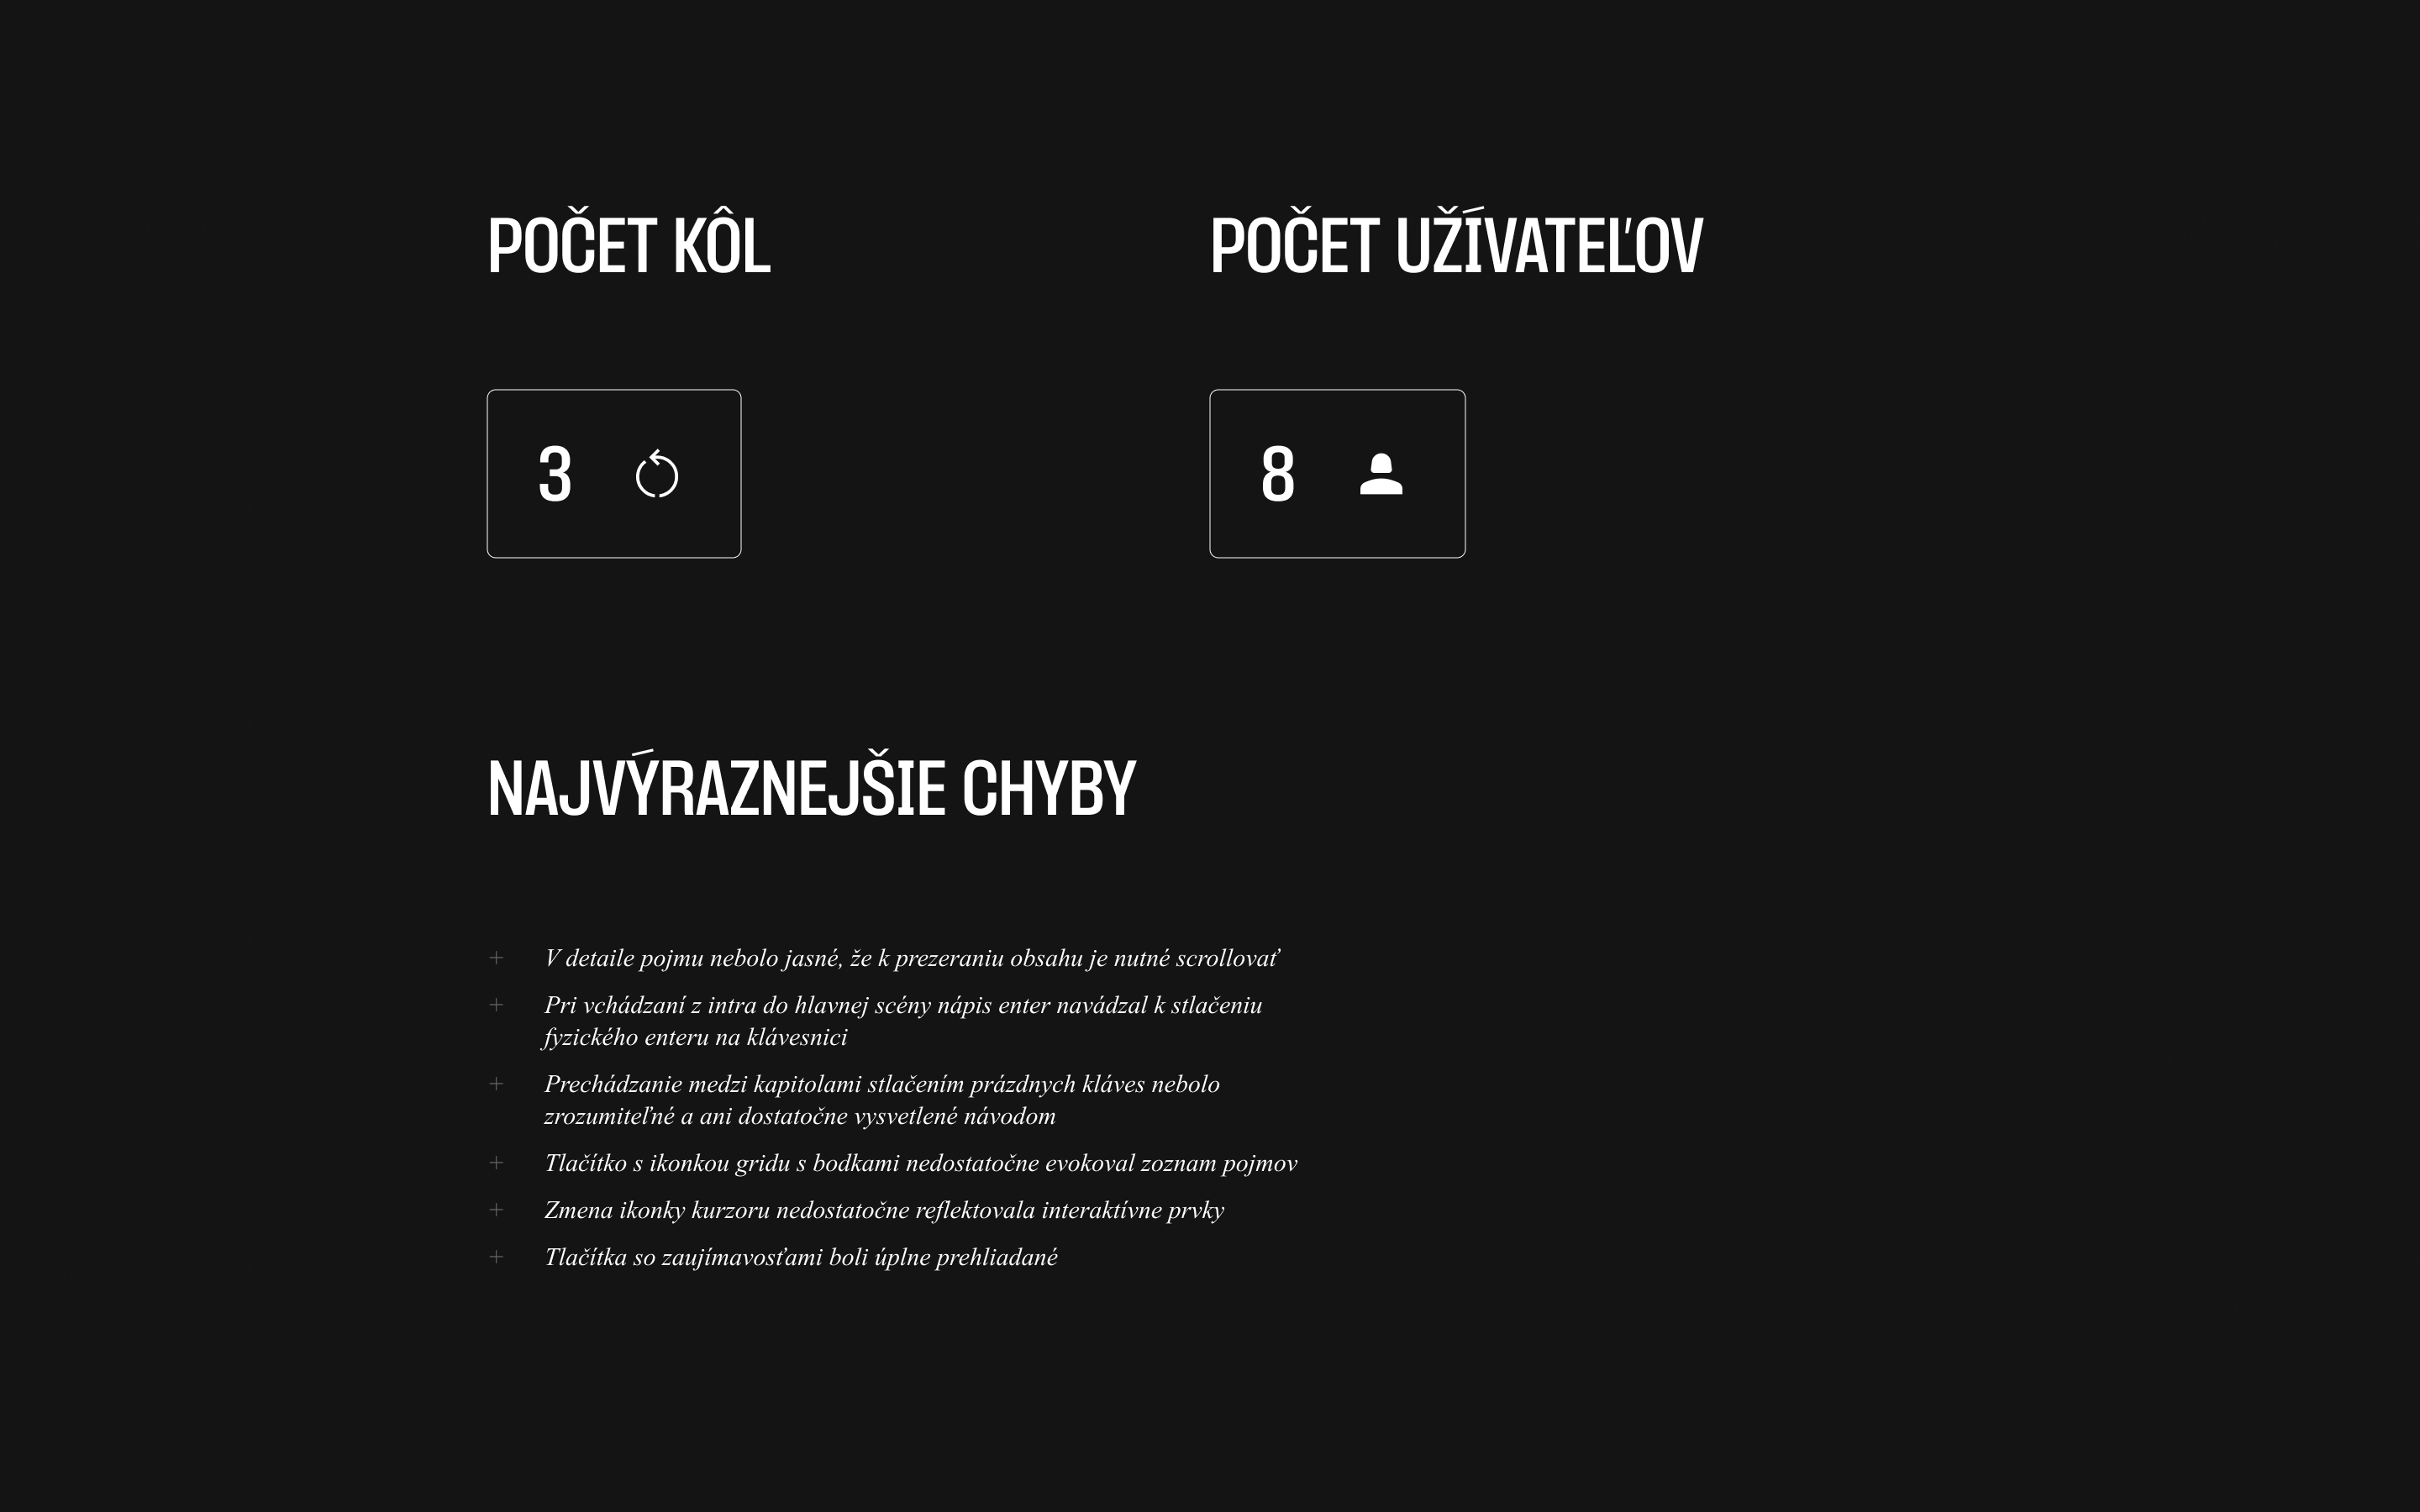 POČET KÔL
POČET UŽÍVATEĽOV
3
8
NAJVÝRAZNEJŠIE CHYBY
V detaile pojmu nebolo jasné, že k prezeraniu obsahu je nutné scrollovať
Pri vchádzaní z intra do hlavnej scény nápis enter navádzal k stlačeniu
fyzického enteru na klávesnici
Prechádzanie medzi kapitolami stlačením prázdnych kláves nebolo
zrozumiteľné a ani dostatočne vysvetlené návodom
Tlačítko s ikonkou gridu s bodkami nedostatočne evokoval zoznam pojmov
Zmena ikonky kurzoru nedostatočne reflektovala interaktívne prvky
Tlačítka so zaujímavosťami boli úplne prehliadané